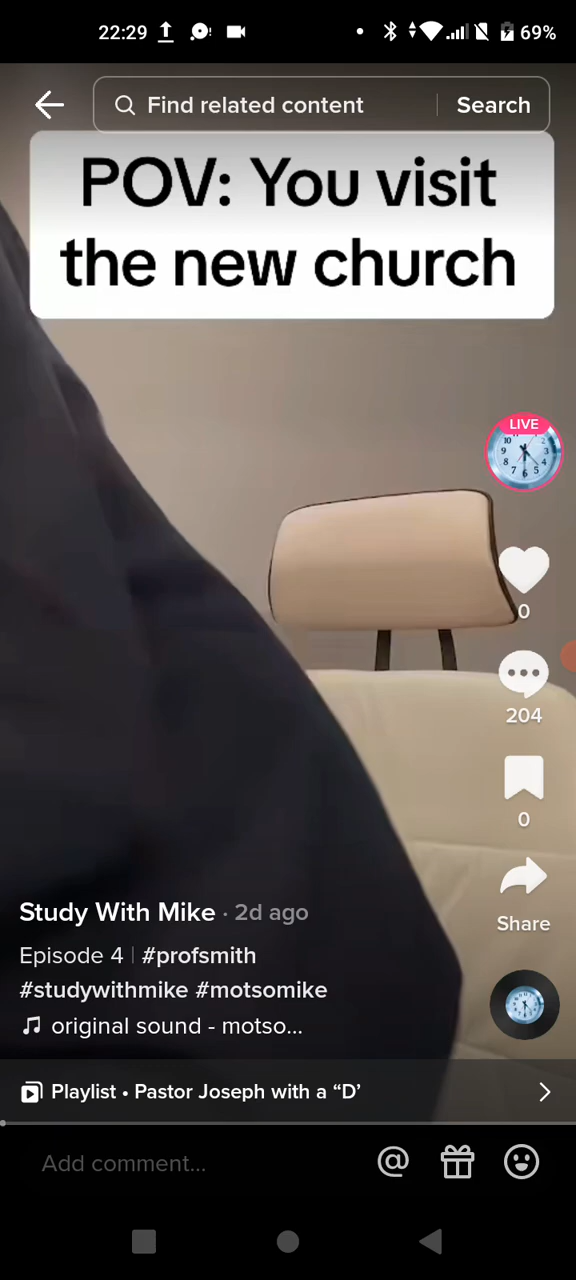 22:29
69%
Find related content
Search
POV: You visit
the new church
LIVE
0
204
0
Share
Study With Mike · 2d ago
Episode 4 | #profsmith
#studywithmike #motsomike
original sound - motso...
Playlist • Pastor Joseph with a “D’
Add comment...